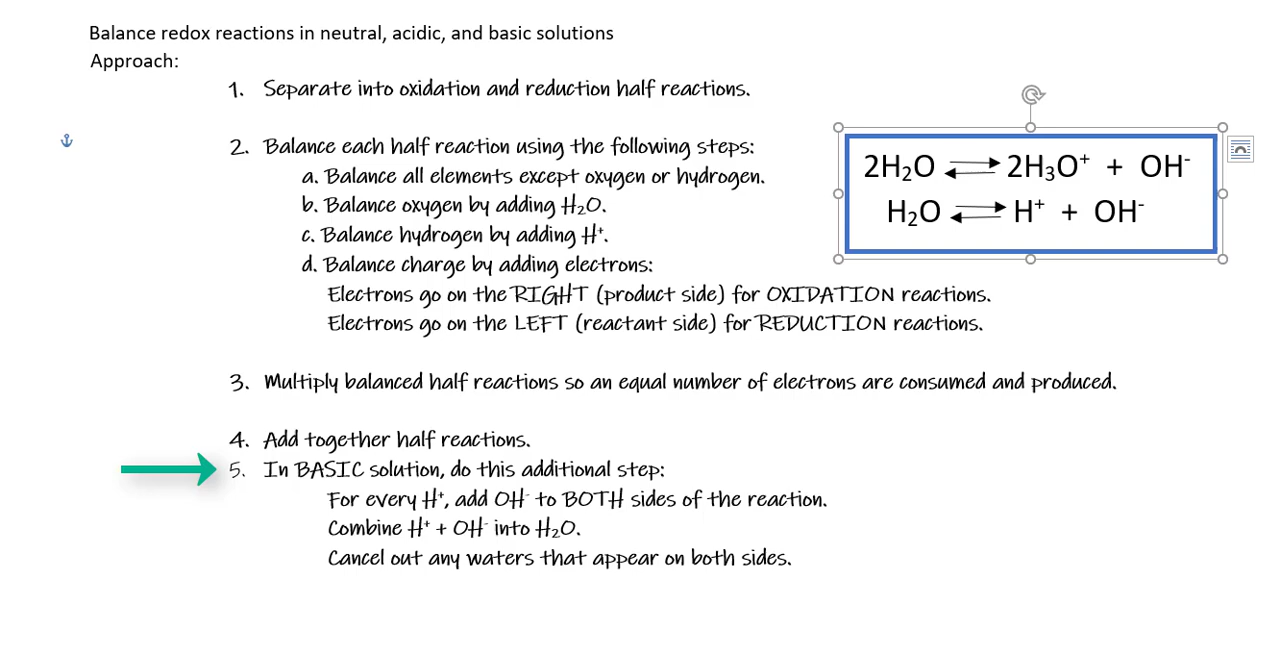 Balance redox reactions in neutral, acidic, and basic solutions
Approach:
1. Separate into oxidation and reduction half reactions.
2. Balance each half reaction using the following steps:
a. Balance all elements except oxygen or hydrogen.
b. Balance oxygen by adding H₂O.
c. Balance hydrogen by adding H⁺.
d. Balance charge by adding electrons:
Electrons go on the RIGHT (product side) for OXIDATION reactions.
Electrons go on the LEFT (reactant side) for REDUCTION reactions.
3. Multiply balanced half reactions so an equal number of electrons are consumed and produced.
4. Add together half reactions.
5. In BASIC solution, do this additional step:
For every H⁺, add OH⁻ to BOTH sides of the reaction.
Combine H⁺ + OH⁻ into H₂O.
Cancel out any waters that appear on both sides.
2H₂O ⇌ 2H₃O⁺ + OH⁻
H₂O ⇌ H⁺ + OH⁻